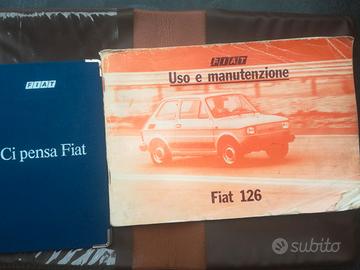 FIAT
Ci pensa Fiat
FIAT
Uso e manutenzione
Fiat 126
subito